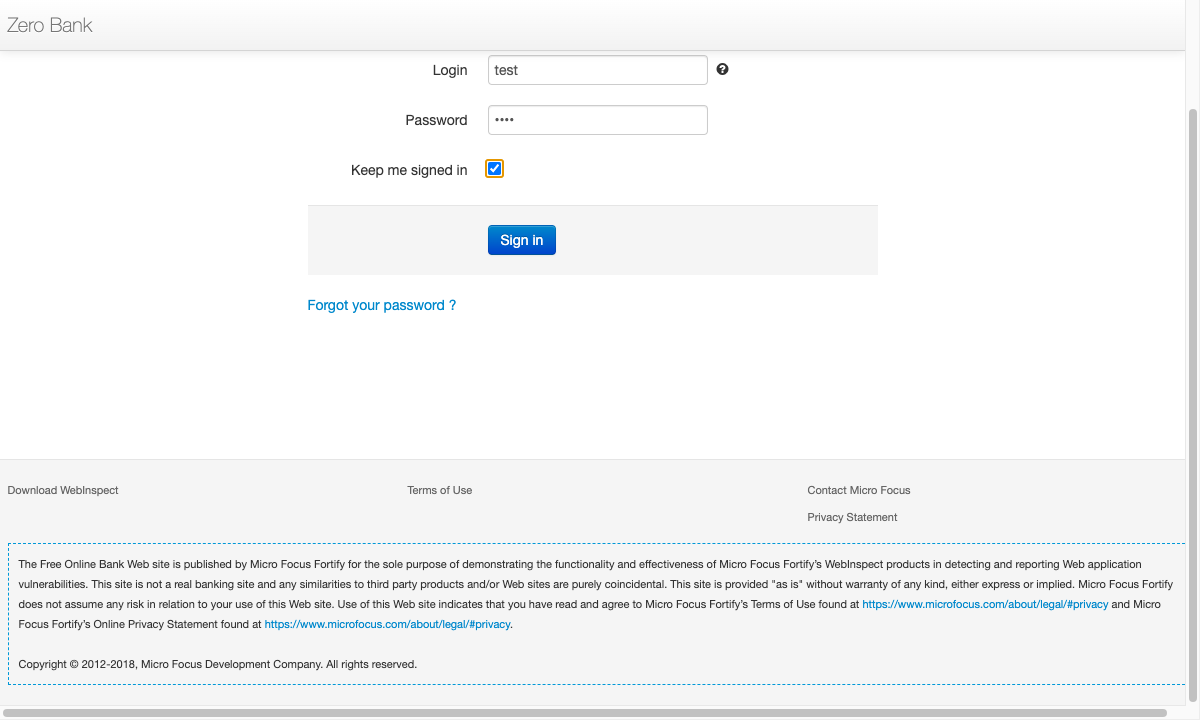 Zero Bank
Login test
Password ••••
Keep me signed in
Sign in
Forgot your password ?
Download WebInspect Terms of Use Contact Micro Focus
Privacy Statement
The Free Online Bank Web site is published by Micro Focus Fortify for the sole purpose of demonstrating the functionality and effectiveness of Micro Focus Fortify’s WebInspect products in detecting and reporting Web application
vulnerabilities. This site is not a real banking site and any similarities to third party products and/or Web sites are purely coincidental. This site is provided "as is" without warranty of any kind, either express or implied. Micro Focus Fortify
does not assume any risk in relation to your use of this Web site. Use of this Web site indicates that you have read and agree to Micro Focus Fortify’s Terms of Use found at https://www.microfocus.com/about/legal/#privacy and Micro
Focus Fortify’s Online Privacy Statement found at https://www.microfocus.com/about/legal/#privacy.
Copyright © 2012-2018, Micro Focus Development Company. All rights reserved.